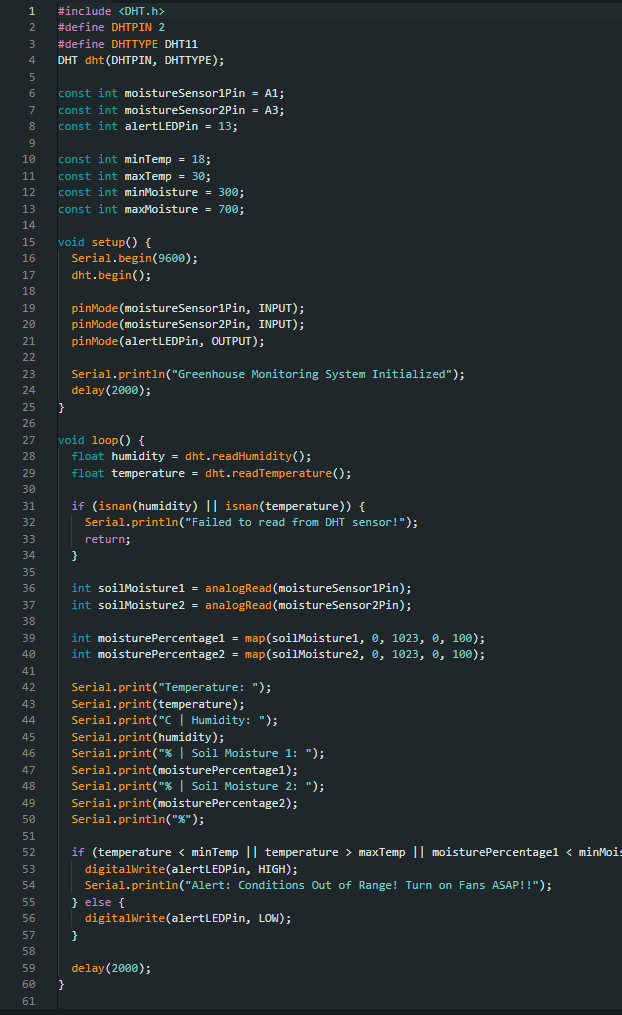 1 #include <DHT.h>
2 #define DHTPIN 2
3 #define DHTTYPE DHT11
4 DHT dht(DHTPIN, DHTTYPE);
5
6 const int moistureSensor1Pin = A1;
7 const int moistureSensor2Pin = A3;
8 const int alertLEDPin = 13;
9
10 const int minTemp = 18;
11 const int maxTemp = 30;
12 const int minMoisture = 300;
13 const int maxMoisture = 700;
14
15 void setup() {
16   Serial.begin(9600);
17   dht.begin();
18
19   pinMode(moistureSensor1Pin, INPUT);
20   pinMode(moistureSensor2Pin, INPUT);
21   pinMode(alertLEDPin, OUTPUT);
22
23   Serial.println("Greenhouse Monitoring System Initialized");
24   delay(2000);
25 }
26
27 void loop() {
28   float humidity = dht.readHumidity();
29   float temperature = dht.readTemperature();
30
31   if (isnan(humidity) || isnan(temperature)) {
32     Serial.println("Failed to read from DHT sensor!");
33     return;
34   }
35
36   int soilMoisture1 = analogRead(moistureSensor1Pin);
37   int soilMoisture2 = analogRead(moistureSensor2Pin);
38
39   int moisturePercentage1 = map(soilMoisture1, 0, 1023, 0, 100);
40   int moisturePercentage2 = map(soilMoisture2, 0, 1023, 0, 100);
41
42   Serial.print("Temperature: ");
43   Serial.print(temperature);
44   Serial.print("C | Humidity: ");
45   Serial.print(humidity);
46   Serial.print("% | Soil Moisture 1: ");
47   Serial.print(moisturePercentage1);
48   Serial.print("% | Soil Moisture 2: ");
49   Serial.print(moisturePercentage2);
50   Serial.println("%");
51
52   if (temperature < minTemp || temperature > maxTemp || moisturePercentage1 < minMois
53     digitalWrite(alertLEDPin, HIGH);
54     Serial.println("Alert: Conditions Out of Range! Turn on Fans ASAP!!");
55   } else {
56     digitalWrite(alertLEDPin, LOW);
57   }
58
59   delay(2000);
60 }
61